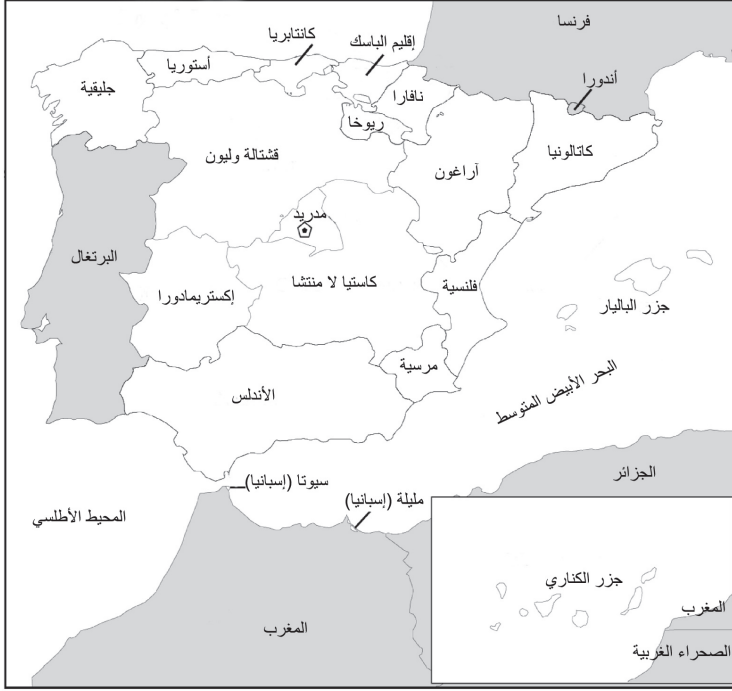 فرنسا
كانتابريا
إقليم الباسك
أستوريا
جليقية
أندورا
نافارا
ريوخا
كاتالونيا
قشتالة وليون
آراغون
مدريد
البرتغال
كاستيا لا منتشا
فلنسية
إكستريمادورا
جزر الباليار
مرسية
الأندلس
البحر الأبيض المتوسط
الجزائر
سيوتا (إسبانيا)
مليلة (إسبانيا)
المحيط الأطلسي
جزر الكناري
المغرب
المغرب
الصحراء الغربية